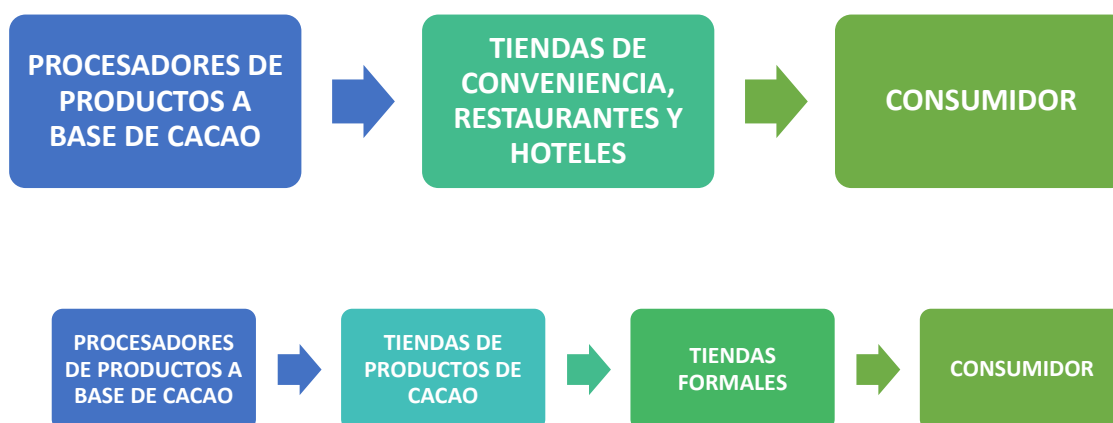 PROCESADORES DE
PRODUCTOS A
BASE DE CACAO
TIENDAS DE
CONVENIENCIA,
RESTAURANTES Y
HOTELES
CONSUMIDOR
PROCESADORES
DE PRODUCTOS A
BASE DE CACAO
TIENDAS DE
PRODUCTOS DE
CACAO
TIENDAS
FORMALES
CONSUMIDOR